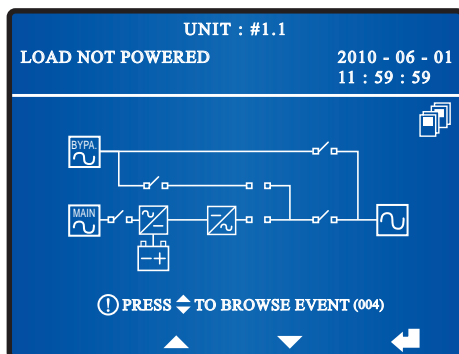 UNIT : #1.1
LOAD NOT POWERED
2010 - 06 - 01
11 : 59 : 59
BYPA.
MAIN
! PRESS TO BROWSE EVENT (004)